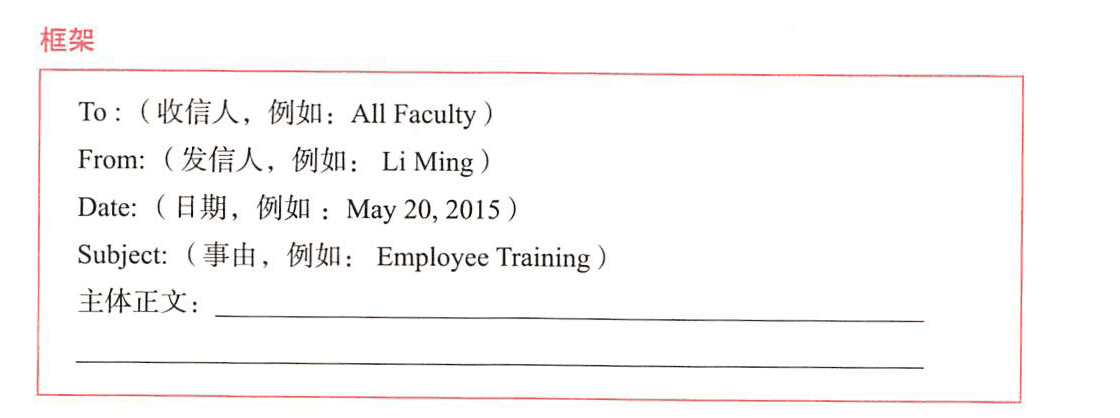 框架
To :（收信人，例如：All Faculty）
From:（发信人，例如： Li Ming）
Date:（日期，例如 ：May 20, 2015）
Subject:（事由，例如： Employee Training）
主体正文：